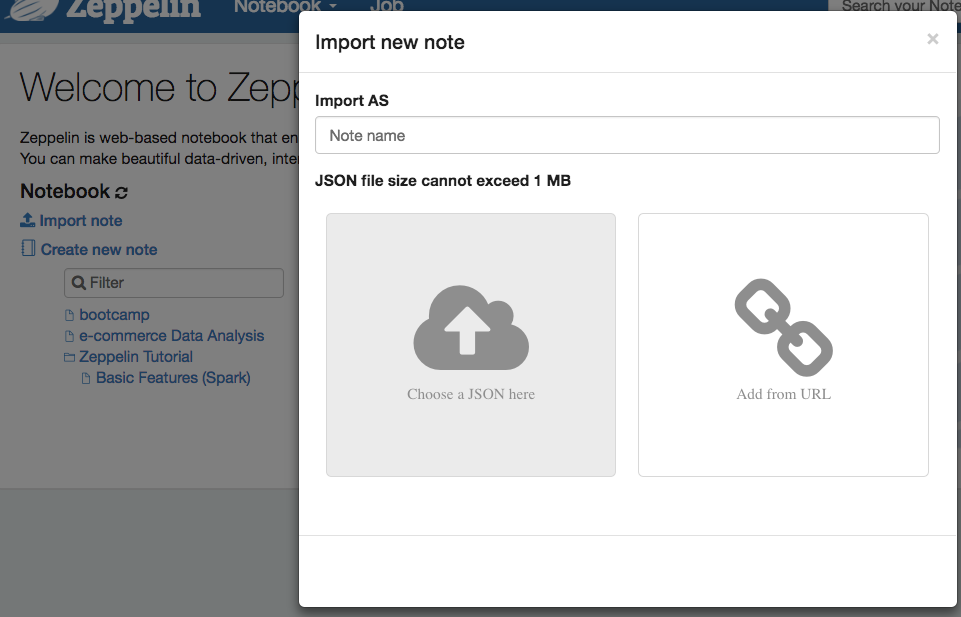 Zeppelin Notebook Job Search your Note
Import new note ×
Welcome to Zepp
Import AS
Note name
Zeppelin is web-based notebook that en
You can make beautiful data-driven, inte
JSON file size cannot exceed 1 MB
Notebook
Import note
Create new note
Filter
bootcamp
e-commerce Data Analysis
Zeppelin Tutorial
Basic Features (Spark)
Choose a JSON here
Add from URL